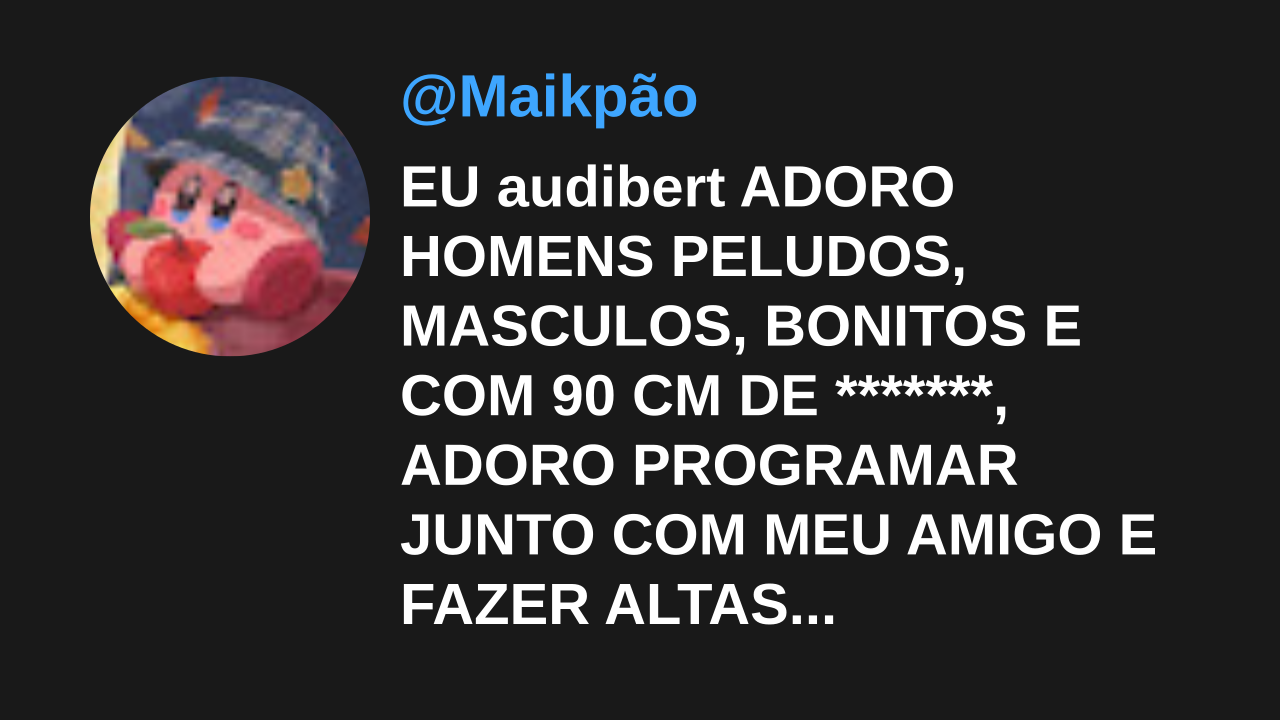 @Maikpão
EU audibert ADORO
HOMENS PELUDOS,
MASCULOS, BONITOS E
COM 90 CM DE *******,
ADORO PROGRAMAR
JUNTO COM MEU AMIGO E
FAZER ALTAS...